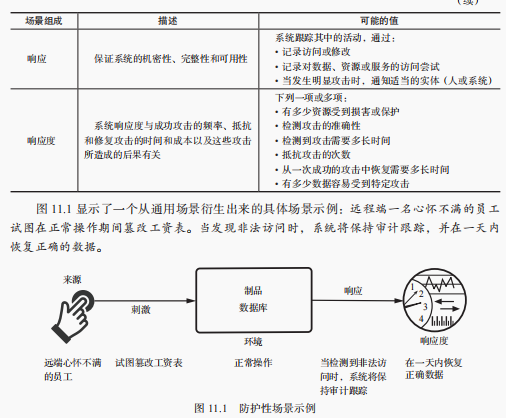 （续）
场景组成 描述 可能的值
响应 保证系统的机密性、完整性和可用性
系统跟踪其中的活动，通过：
• 记录访问或修改
• 记录对数据、资源或服务的访问尝试
• 当发生明显攻击时，通知适当的实体（人或系统）
响应度
系统响应度与成功攻击的频率、抵抗
和修复攻击的时间和成本以及这些攻击
所造成的后果有关
下列一项或多项：
• 有多少资源受到损害或保护
• 检测攻击的准确性
• 检测到攻击需要多长时间
• 抵抗攻击的次数
• 从一次成功的攻击中恢复需要多长时间
• 有多少数据容易受到特定攻击
图 11.1 显示了一个从通用场景衍生出来的具体场景示例：远程端一名心怀不满的员工
试图在正常操作期间篡改工资表。当发现非法访问时，系统将保持审计跟踪，并在一天内
恢复正确的数据。
来源
刺激
制品
数据库
环境
响应
1
2
3
4
响应度
远端心怀不满
的员工
试图篡改工资表
正常操作
当检测到非法访
问时，系统将保
持审计跟踪
在一天内恢复
正确数据
图 11.1 防护性场景示例